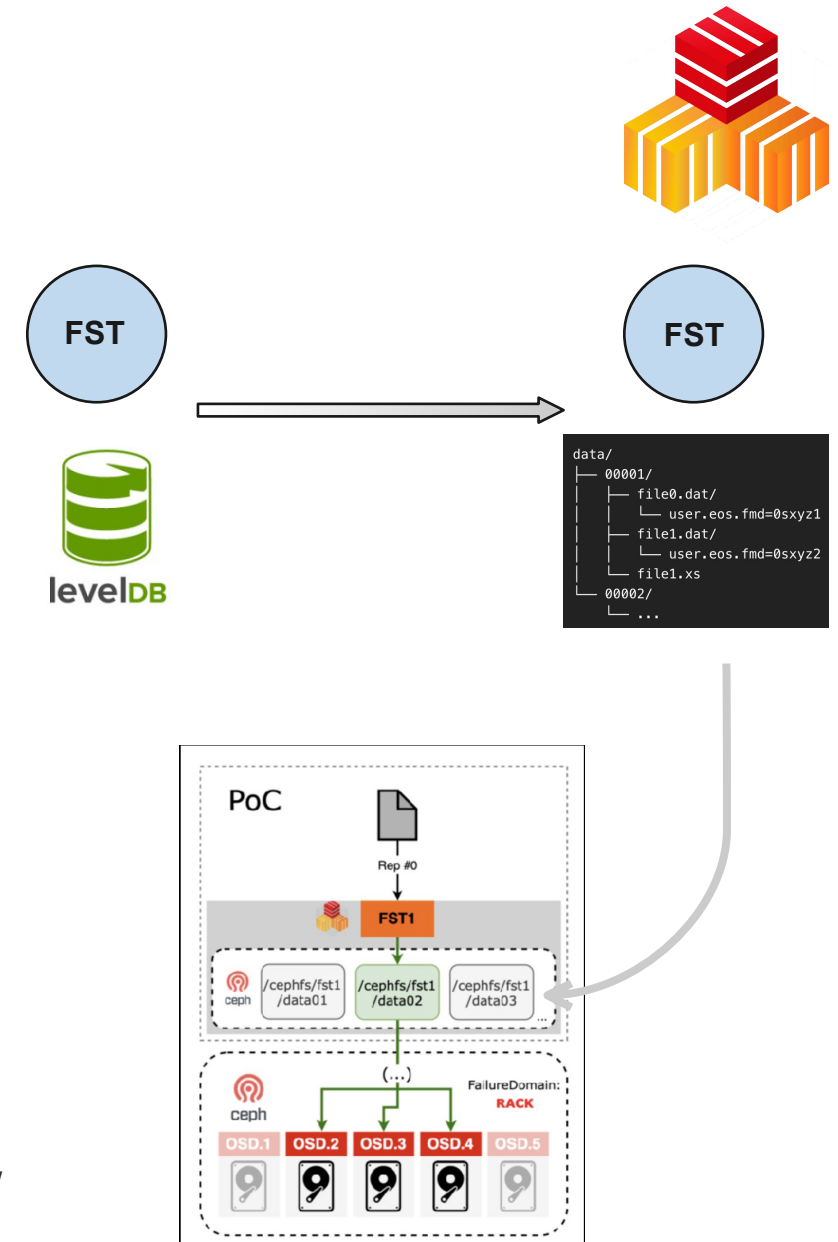 FST
FST
levelDB
data/
├── 00001/
│   ├── file0.dat/
│   │   └── user.eos.fmd=0sxyz1
│   ├── file1.dat/
│   │   └── user.eos.fmd=0sxyz2
│   └── file1.xs
└── 00002/
    └── ...
PoC
Rep #0
FST1
ceph
/cephfs/fst1
/data01
/cephfs/fst1
/data02
/cephfs/fst1
/data03
...
(...)
ceph
FailureDomain:
RACK
OSD.1 OSD.2 OSD.3 OSD.4 OSD.5